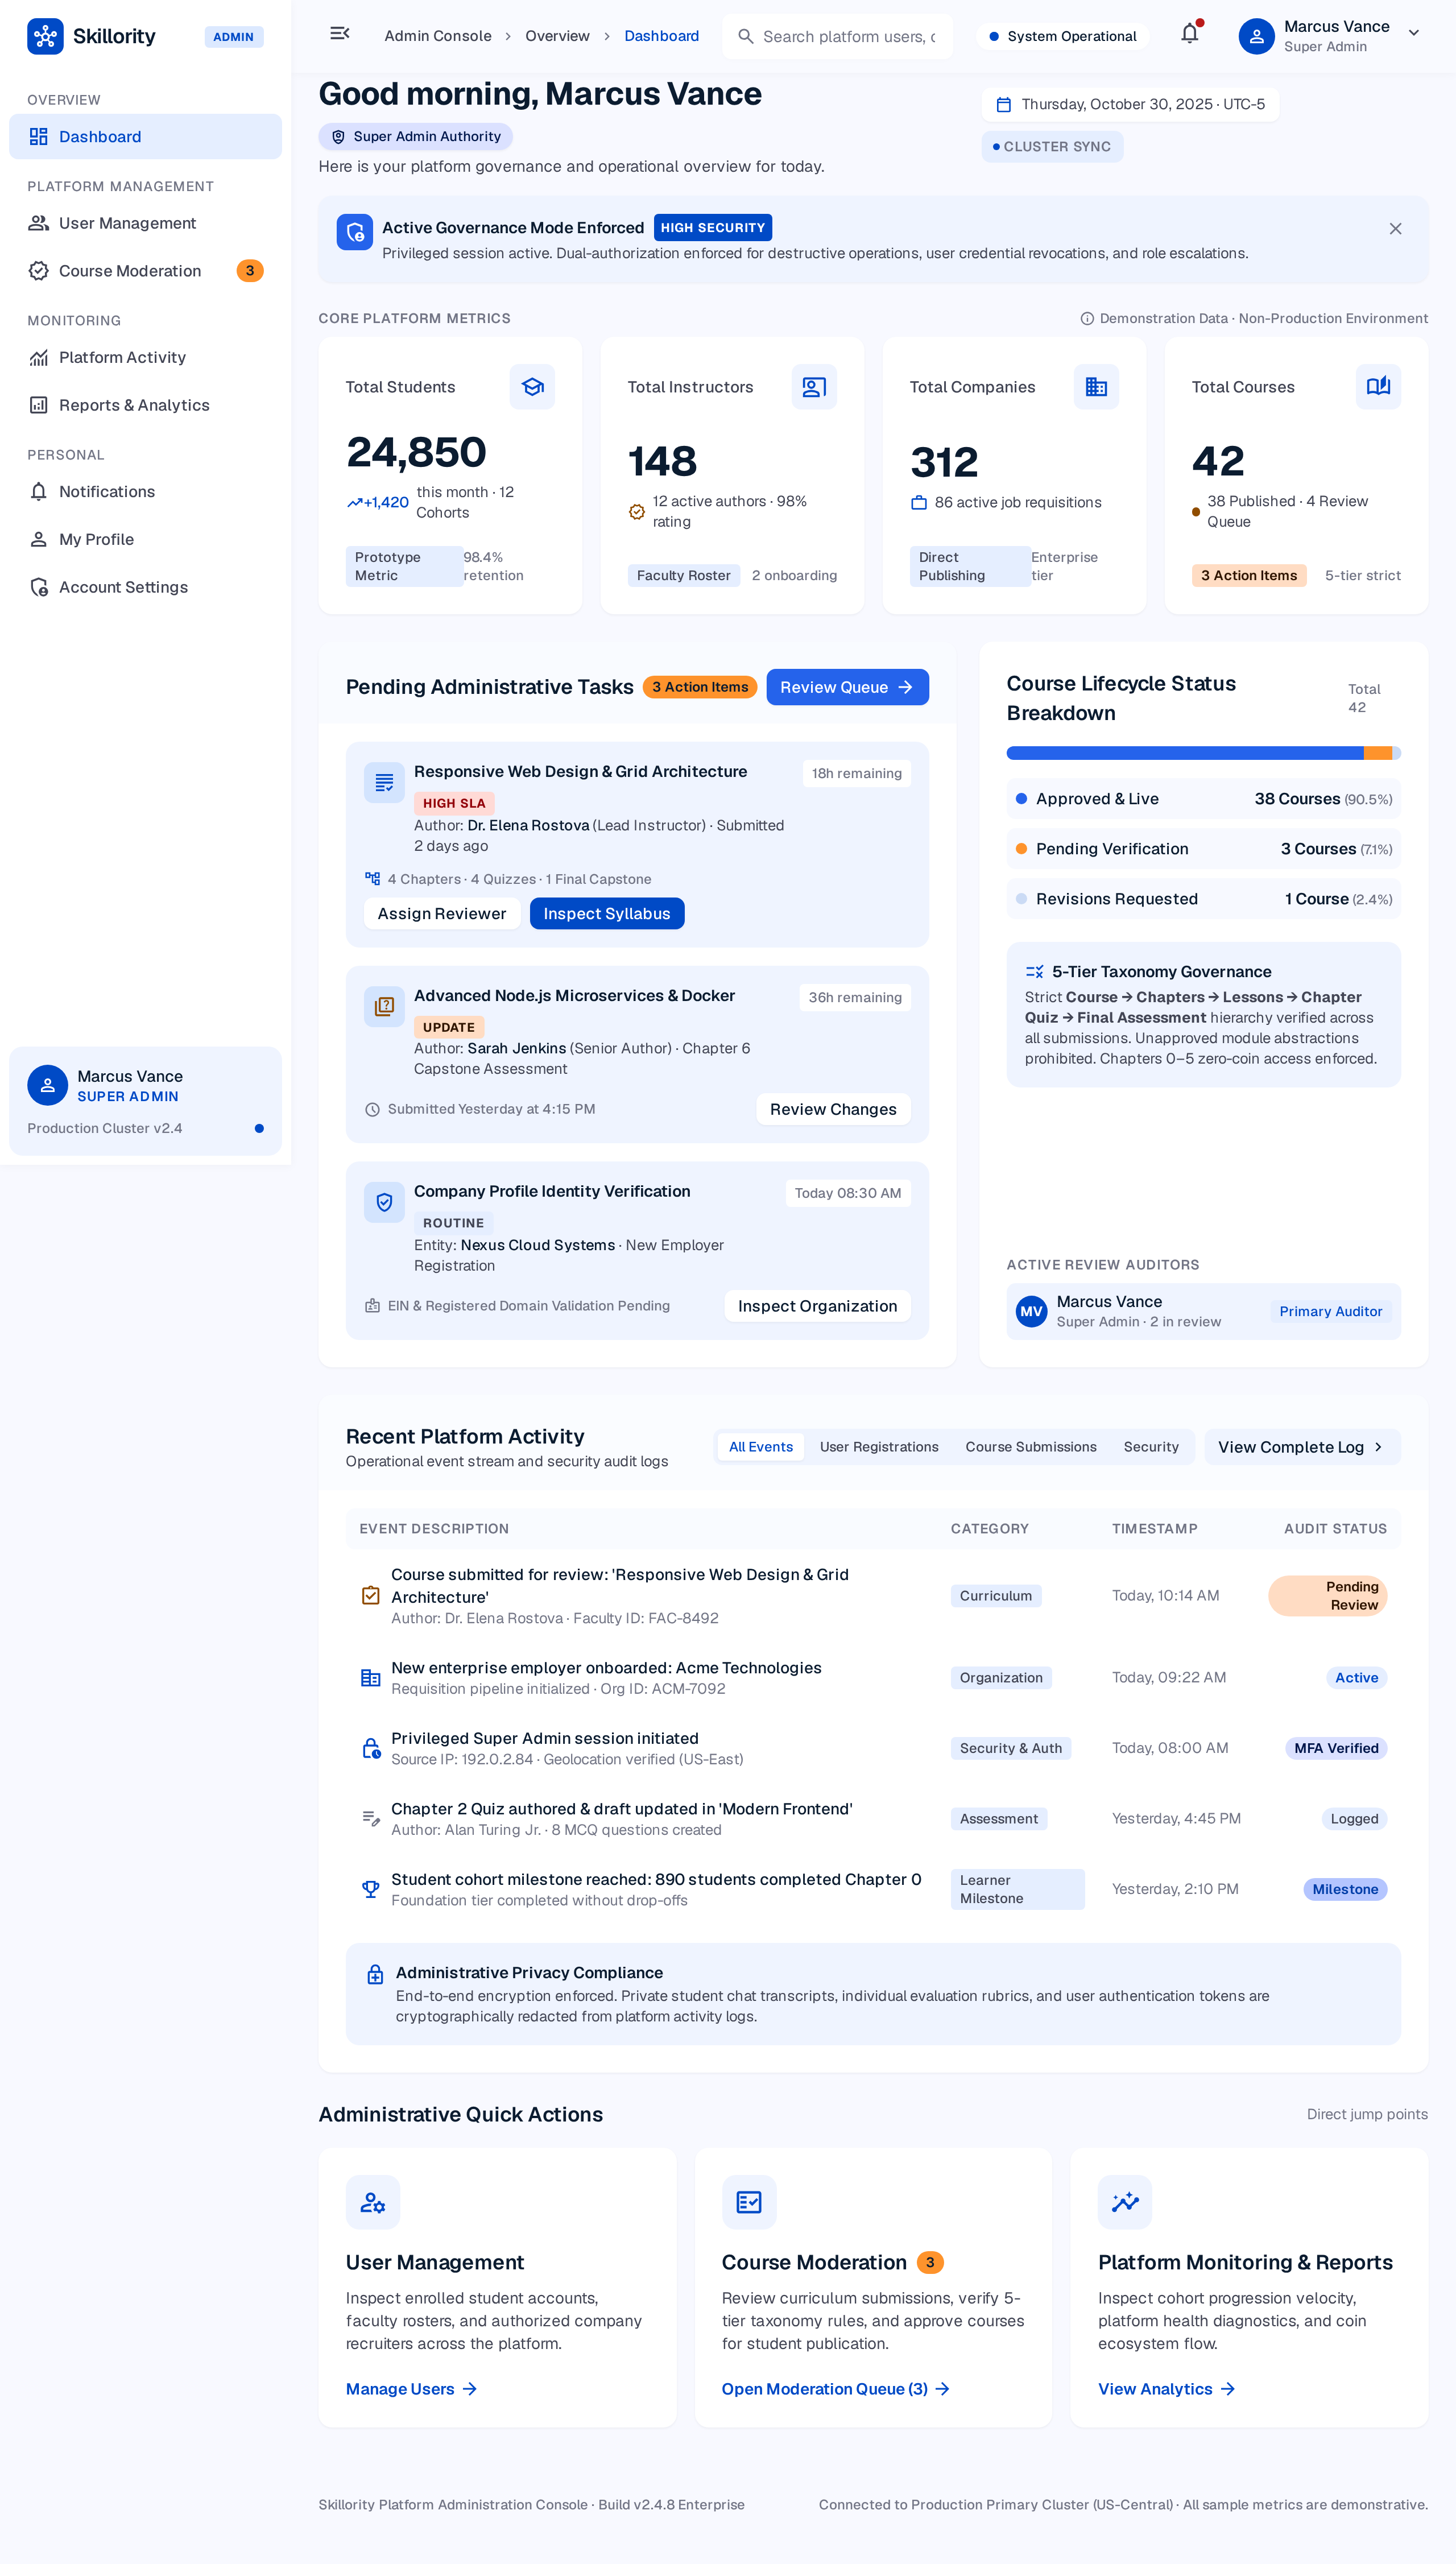 Skillority
ADMIN
OVERVIEW
Dashboard
PLATFORM MANAGEMENT
User Management
Course Moderation
3
MONITORING
Platform Activity
Reports & Analytics
PERSONAL
Notifications
My Profile
Account Settings
Marcus Vance
SUPER ADMIN
Production Cluster v2.4
Admin Console
Overview
Dashboard
Search platform users, c
System Operational
Marcus Vance
Super Admin
Good morning, Marcus Vance
Super Admin Authority
Here is your platform governance and operational overview for today.
Thursday, October 30, 2025 · UTC-5
CLUSTER SYNC
Active Governance Mode Enforced
HIGH SECURITY
Privileged session active. Dual-authorization enforced for destructive operations, user credential revocations, and role escalations.
CORE PLATFORM METRICS
Demonstration Data · Non-Production Environment
Total Students
24,850
+1,420
this month · 12
Cohorts
Prototype
Metric
98.4%
retention
Total Instructors
148
12 active authors · 98%
rating
Faculty Roster
2 onboarding
Total Companies
312
86 active job requisitions
Direct
Publishing
Enterprise
tier
Total Courses
42
38 Published · 4 Review
Queue
3 Action Items
5-tier strict
Pending Administrative Tasks
3 Action Items
Review Queue
Responsive Web Design & Grid Architecture
18h remaining
HIGH SLA
Author: Dr. Elena Rostova (Lead Instructor) · Submitted
2 days ago
4 Chapters · 4 Quizzes · 1 Final Capstone
Assign Reviewer
Inspect Syllabus
Advanced Node.js Microservices & Docker
36h remaining
UPDATE
Author: Sarah Jenkins (Senior Author) · Chapter 6
Capstone Assessment
Submitted Yesterday at 4:15 PM
Review Changes
Company Profile Identity Verification
Today 08:30 AM
ROUTINE
Entity: Nexus Cloud Systems · New Employer
Registration
EIN & Registered Domain Validation Pending
Inspect Organization
Course Lifecycle Status
Breakdown
Total
42
Approved & Live
38 Courses (90.5%)
Pending Verification
3 Courses (7.1%)
Revisions Requested
1 Course (2.4%)
5-Tier Taxonomy Governance
Strict Course → Chapters → Lessons → Chapter
Quiz → Final Assessment hierarchy verified across
all submissions. Unapproved module abstractions
prohibited. Chapters 0–5 zero-coin access enforced.
ACTIVE REVIEW AUDITORS
MV
Marcus Vance
Super Admin · 2 in review
Primary Auditor
Recent Platform Activity
Operational event stream and security audit logs
All Events
User Registrations
Course Submissions
Security
View Complete Log
EVENT DESCRIPTION
CATEGORY
TIMESTAMP
AUDIT STATUS
Course submitted for review: 'Responsive Web Design & Grid
Architecture'
Author: Dr. Elena Rostova · Faculty ID: FAC-8492
Curriculum
Today, 10:14 AM
Pending
Review
New enterprise employer onboarded: Acme Technologies
Requisition pipeline initialized · Org ID: ACM-7092
Organization
Today, 09:22 AM
Active
Privileged Super Admin session initiated
Source IP: 192.0.2.84 · Geolocation verified (US-East)
Security & Auth
Today, 08:00 AM
MFA Verified
Chapter 2 Quiz authored & draft updated in 'Modern Frontend'
Author: Alan Turing Jr. · 8 MCQ questions created
Assessment
Yesterday, 4:45 PM
Logged
Student cohort milestone reached: 890 students completed Chapter 0
Foundation tier completed without drop-offs
Learner
Milestone
Yesterday, 2:10 PM
Milestone
Administrative Privacy Compliance
End-to-end encryption enforced. Private student chat transcripts, individual evaluation rubrics, and user authentication tokens are
cryptographically redacted from platform activity logs.
Administrative Quick Actions
Direct jump points
User Management
Inspect enrolled student accounts,
faculty rosters, and authorized company
recruiters across the platform.
Manage Users
Course Moderation
3
Review curriculum submissions, verify 5-
tier taxonomy rules, and approve courses
for student publication.
Open Moderation Queue (3)
Platform Monitoring & Reports
Inspect cohort progression velocity,
platform health diagnostics, and coin
ecosystem flow.
View Analytics
Skillority Platform Administration Console · Build v2.4.8 Enterprise
Connected to Production Primary Cluster (US-Central) · All sample metrics are demonstrative.